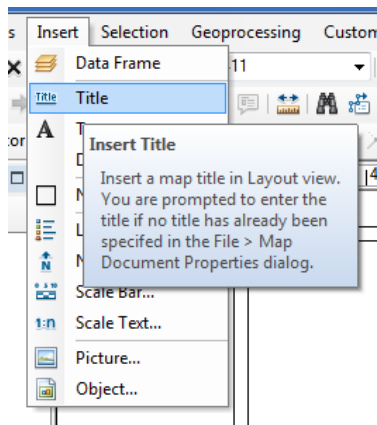 Insert Selection Geoprocessing Custom
Data Frame
11
Title Title
A
Insert Title
Insert a map title in Layout view.
You are prompted to enter the
title if no title has already been
specifed in the File > Map
Document Properties dialog.
N
Scale Bar...
1:n Scale Text...
Picture...
Object...